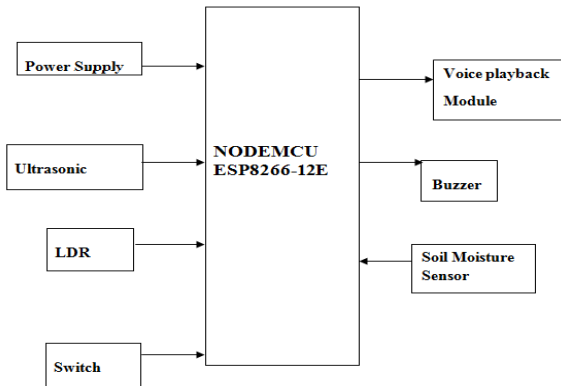 Power Supply
Ultrasonic
LDR
Switch
NODEMCU
ESP8266-12E
Voice playback
Module
Buzzer
Soil Moisture
Sensor